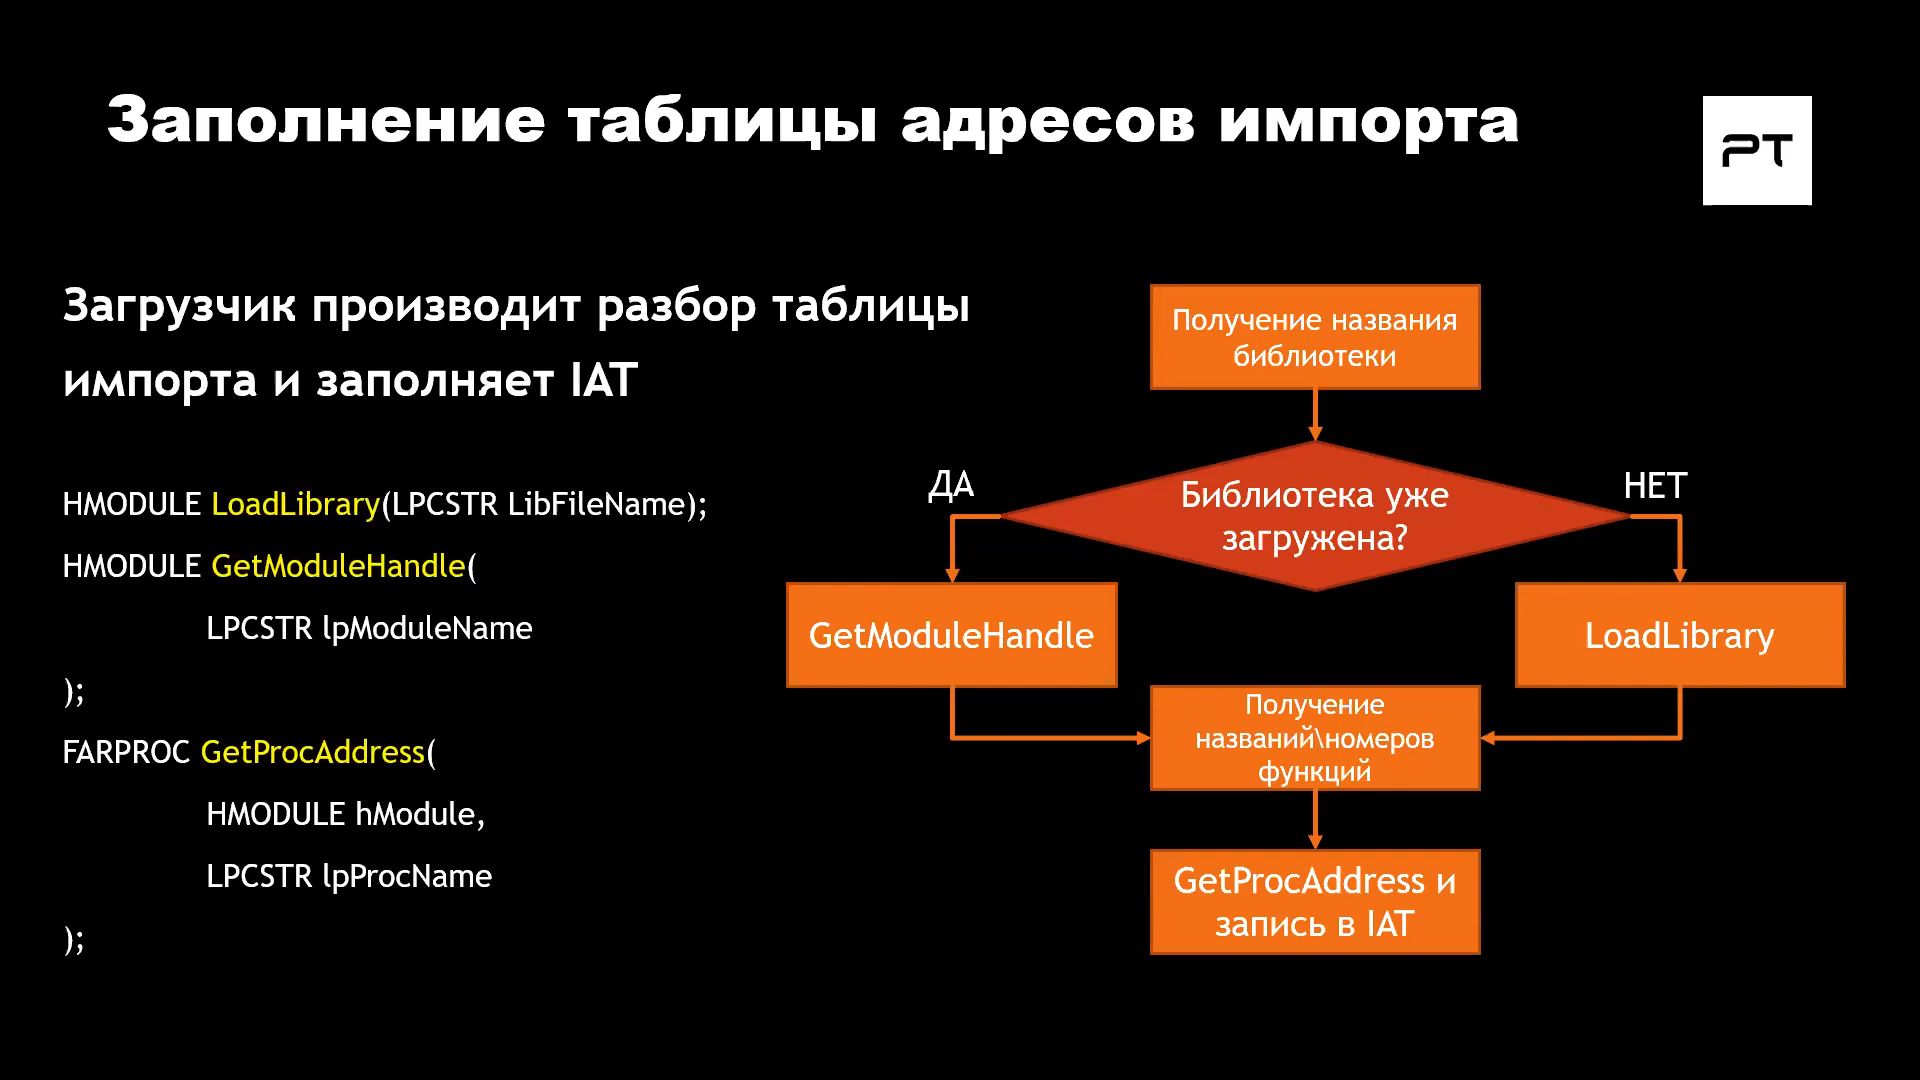 Заполнение таблицы адресов импорта
PT
Загрузчик производит разбор таблицы
импорта и заполняет IAT
HMODULE LoadLibrary(LPCSTR LibFileName);
HMODULE GetModuleHandle(
LPCSTR lpModuleName
);
FARPROC GetProcAddress(
HMODULE hModule,
LPCSTR lpProcName
);
Получение названия
библиотеки
ДА
Библиотека уже
загружена?
НЕТ
GetModuleHandle
LoadLibrary
Получение
названий\номеров
функций
GetProcAddress и
запись в IAT